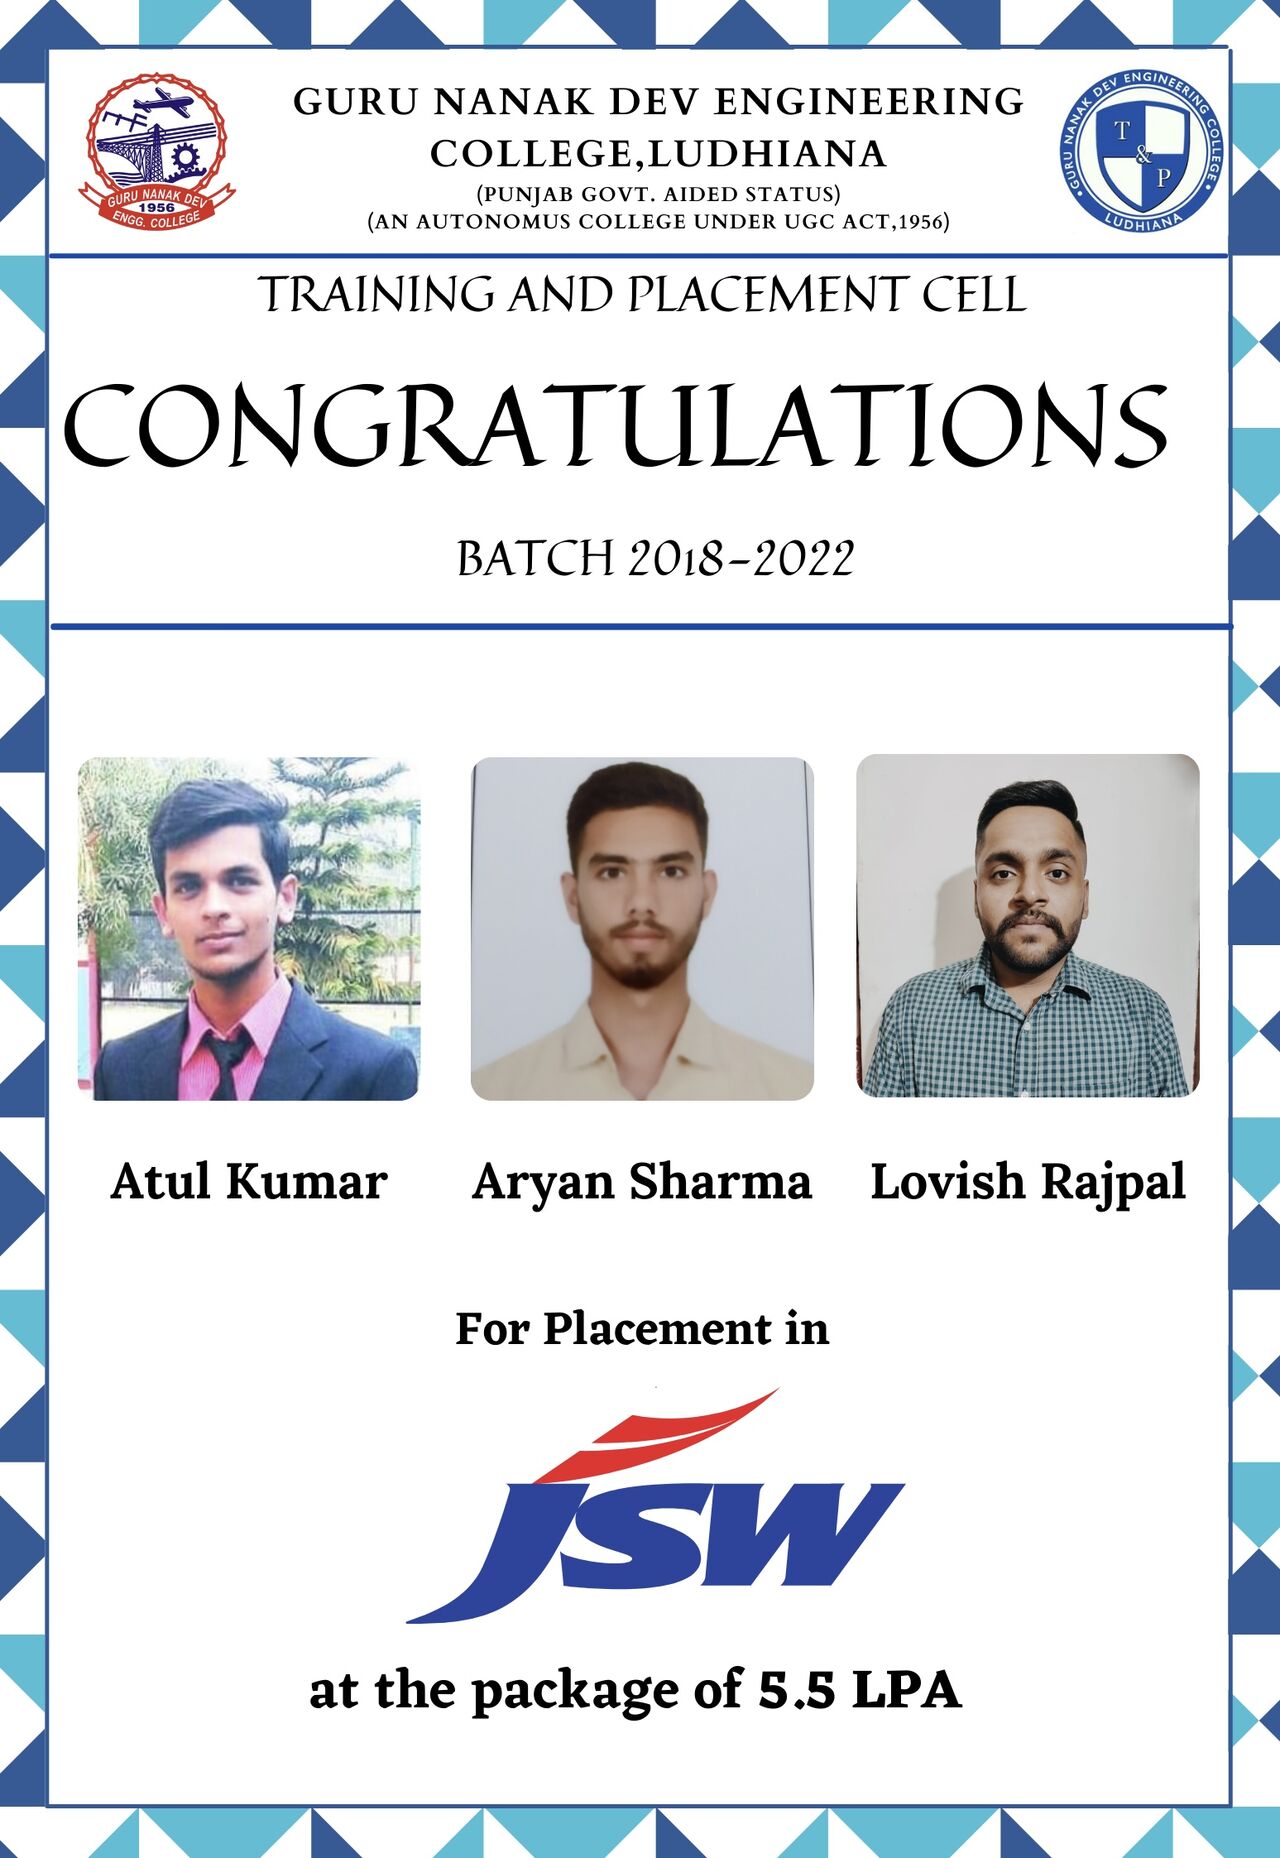 GURU NANAK DEV ENGINEERING
COLLEGE,LUDHIANA
(PUNJAB GOVT. AIDED STATUS)
(AN AUTONOMUS COLLEGE UNDER UGC ACT,1956)
GURU NANAK DEV
1956
ENGG. COLLEGE
GURU NANAK DEV ENGINEERING COLLEGE
T
&
P
LUDHIANA
TRAINING AND PLACEMENT CELL
CONGRATULATIONS
BATCH 2018-2022
Atul Kumar
Aryan Sharma
Lovish Rajpal
For Placement in
JSW
at the package of 5.5 LPA